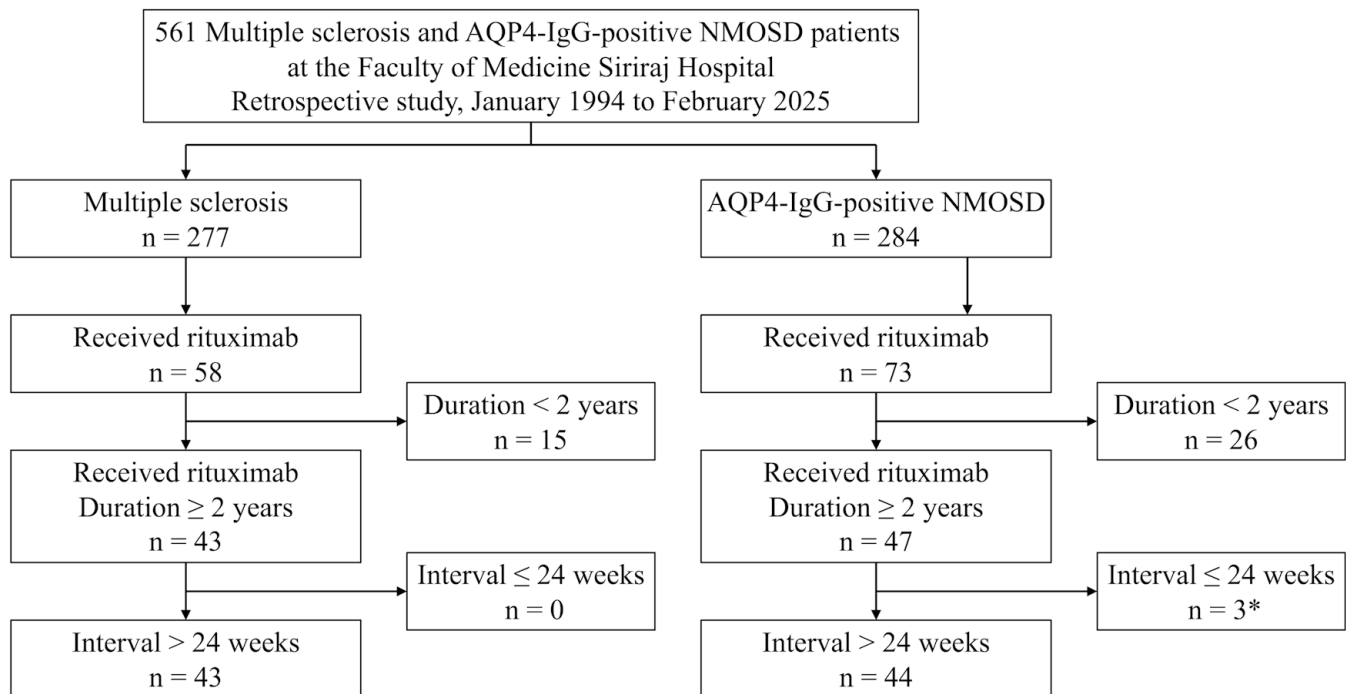 561 Multiple sclerosis and AQP4-IgG-positive NMOSD patients
at the Faculty of Medicine Siriraj Hospital
Retrospective study, January 1994 to February 2025
Multiple sclerosis
n = 277
AQP4-IgG-positive NMOSD
n = 284
Received rituximab
n = 58
Received rituximab
n = 73
Duration < 2 years
n = 15
Duration < 2 years
n = 26
Received rituximab
Duration ≥ 2 years
n = 43
Received rituximab
Duration ≥ 2 years
n = 47
Interval ≤ 24 weeks
n = 0
Interval ≤ 24 weeks
n = 3*
Interval > 24 weeks
n = 43
Interval > 24 weeks
n = 44